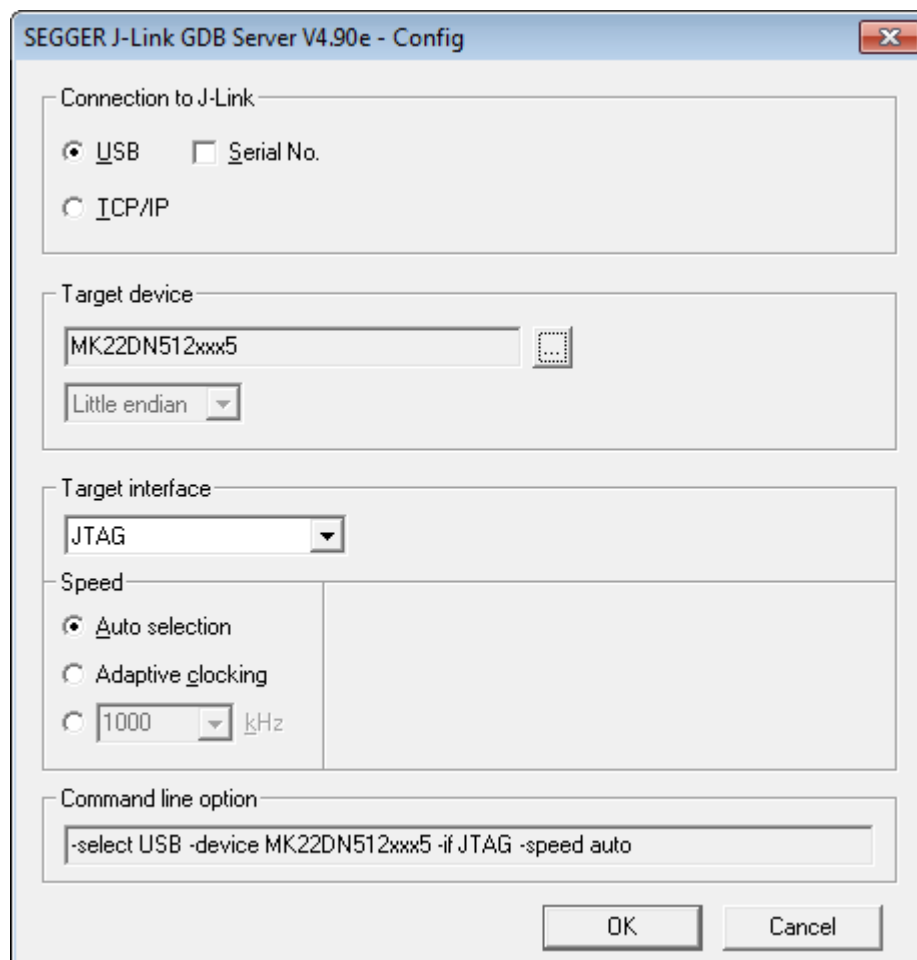 SEGGER J-Link GDB Server V4.90e - Config
Connection to J-Link
USB Serial No.
TCP/IP
Target device
MK22DN512xxx5
...
Little endian
Target interface
JTAG
Speed
Auto selection
Adaptive clocking
1000 kHz
Command line option
-select USB -device MK22DN512xxx5 -if JTAG -speed auto
OK Cancel